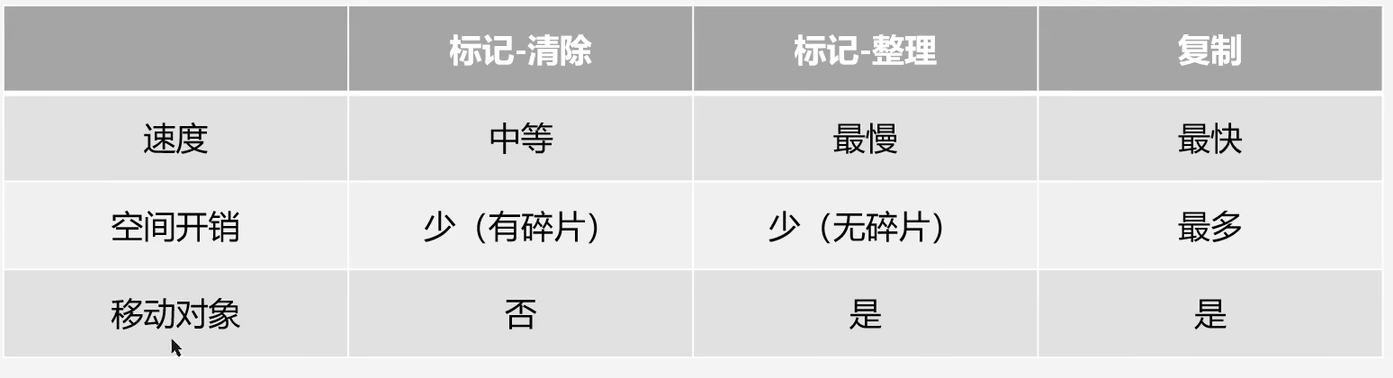 标记-清除 标记-整理 复制
速度 中等 最慢 最快
空间开销 少（有碎片） 少（无碎片） 最多
移动对象 否 是 是